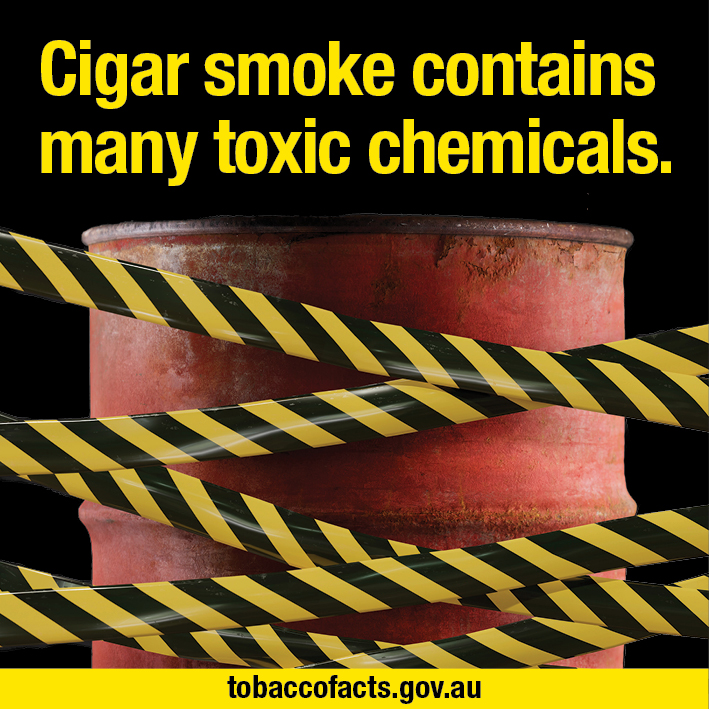 Cigar smoke contains
many toxic chemicals.
tobaccofacts.gov.au